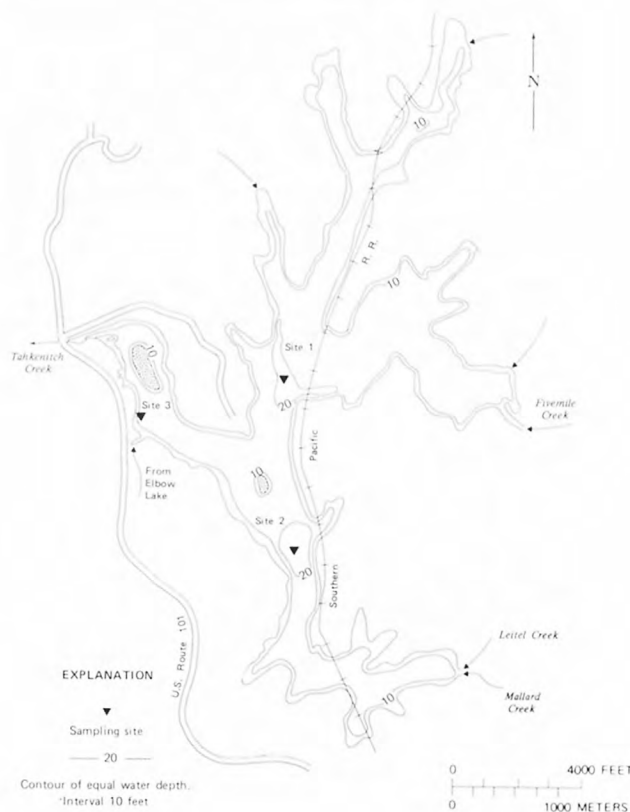 N
10
R. R.
10
10
Tahkenitch
Creek
Site 1
20
Site 3
Fivemile
Creek
Pacific
From
Elbow
Lake
10
Site 2
20
Southern
U.S. Route 101
Leitel Creek
10
Mallard
Creek
EXPLANATION
Sampling site
20
Contour of equal water depth.
Interval 10 feet
0 4000 FEET
0 1000 METERS